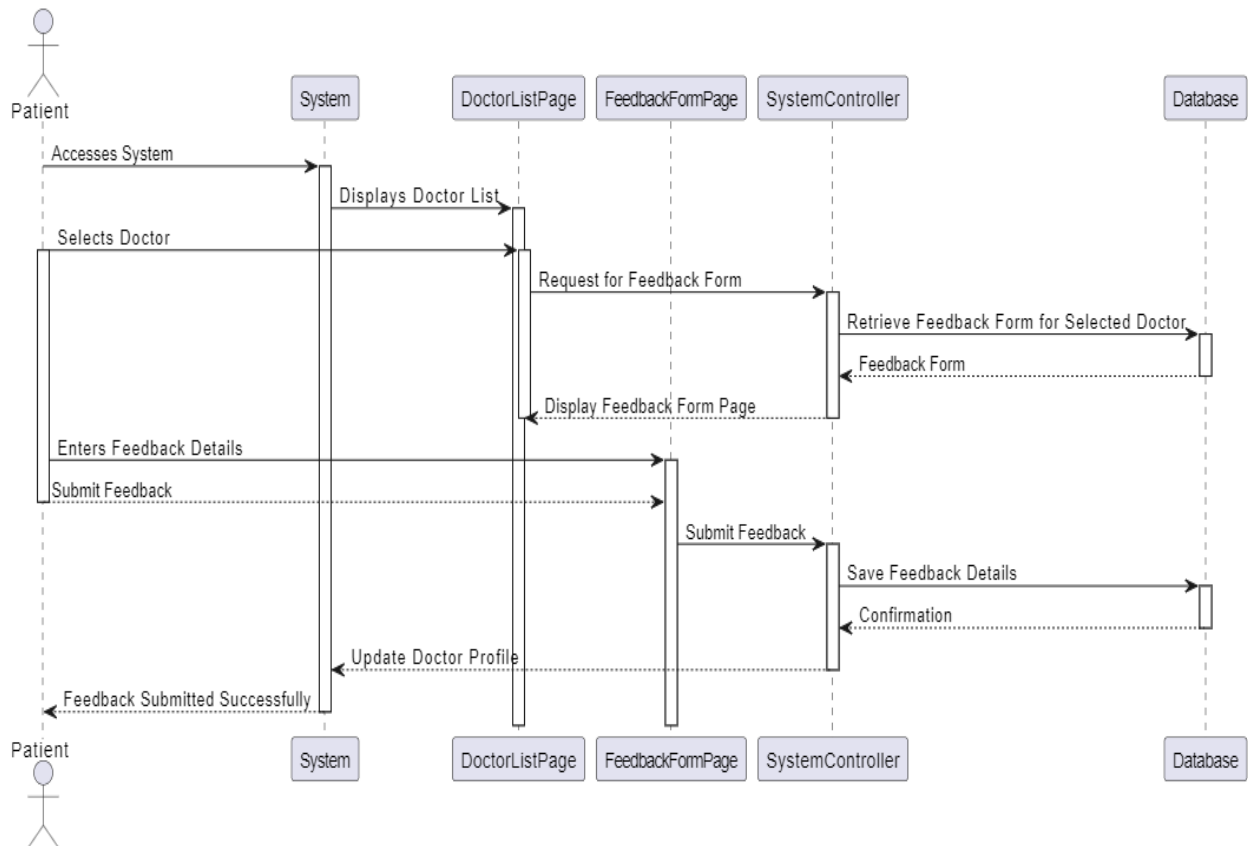 Patient
System
DoctorListPage
FeedbackFormPage
SystemController
Database
Accesses System
Displays Doctor List
Selects Doctor
Request for Feedback Form
Retrieve Feedback Form for Selected Doctor
Feedback Form
Display Feedback Form Page
Enters Feedback Details
Submit Feedback
Submit Feedback
Save Feedback Details
Confirmation
Update Doctor Profile
Feedback Submitted Successfully
Patient
System
DoctorListPage
FeedbackFormPage
SystemController
Database